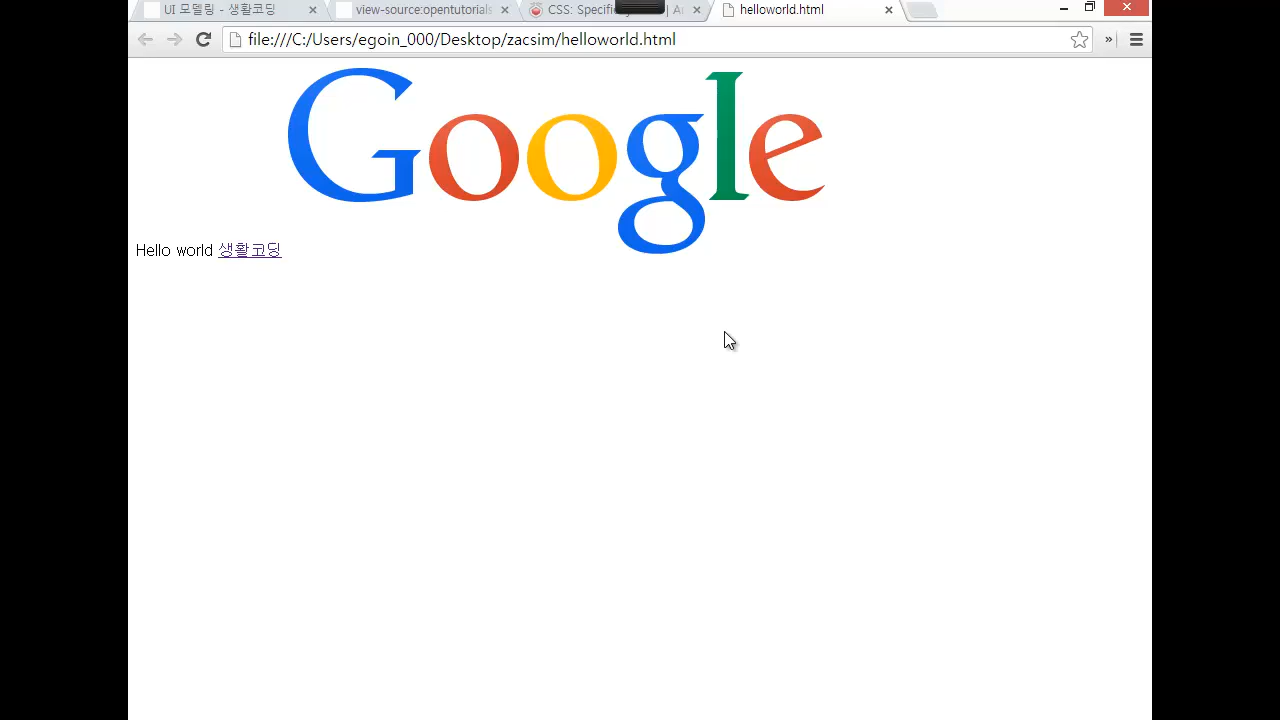 UI 모델링 - 생활코딩
view-source:opentutorials
CSS: Specifi
helloworld.html
file:///C:/Users/egoin_000/Desktop/zacsim/helloworld.html
Google
Hello world 생활코딩